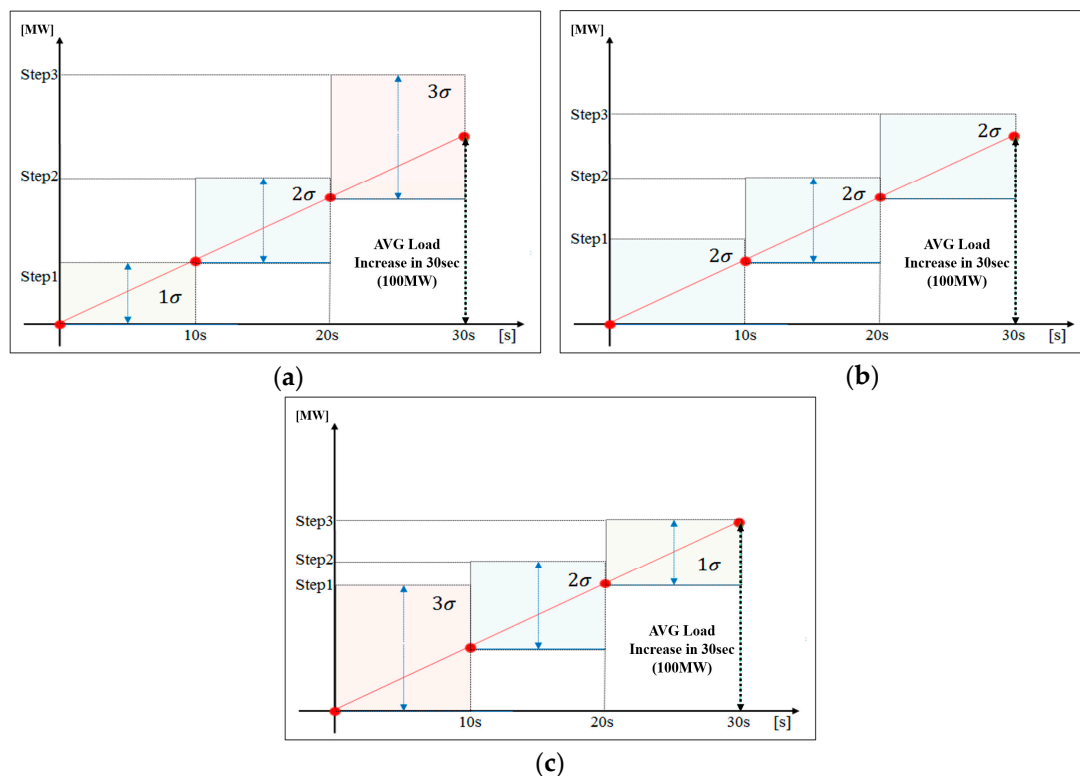 [MW]
Step3
3σ
Step2
2σ
AVG Load
Increase in 30sec
(100MW)
Step1
1σ
10s
20s
30s
[s]
(a)
[MW]
Step3
2σ
Step2
2σ
Step1
2σ
AVG Load
Increase in 30sec
(100MW)
10s
20s
30s
[s]
(b)
[MW]
Step3
Step2
2σ
1σ
Step1
3σ
AVG Load
Increase in 30sec
(100MW)
10s
20s
30s
[s]
(c)